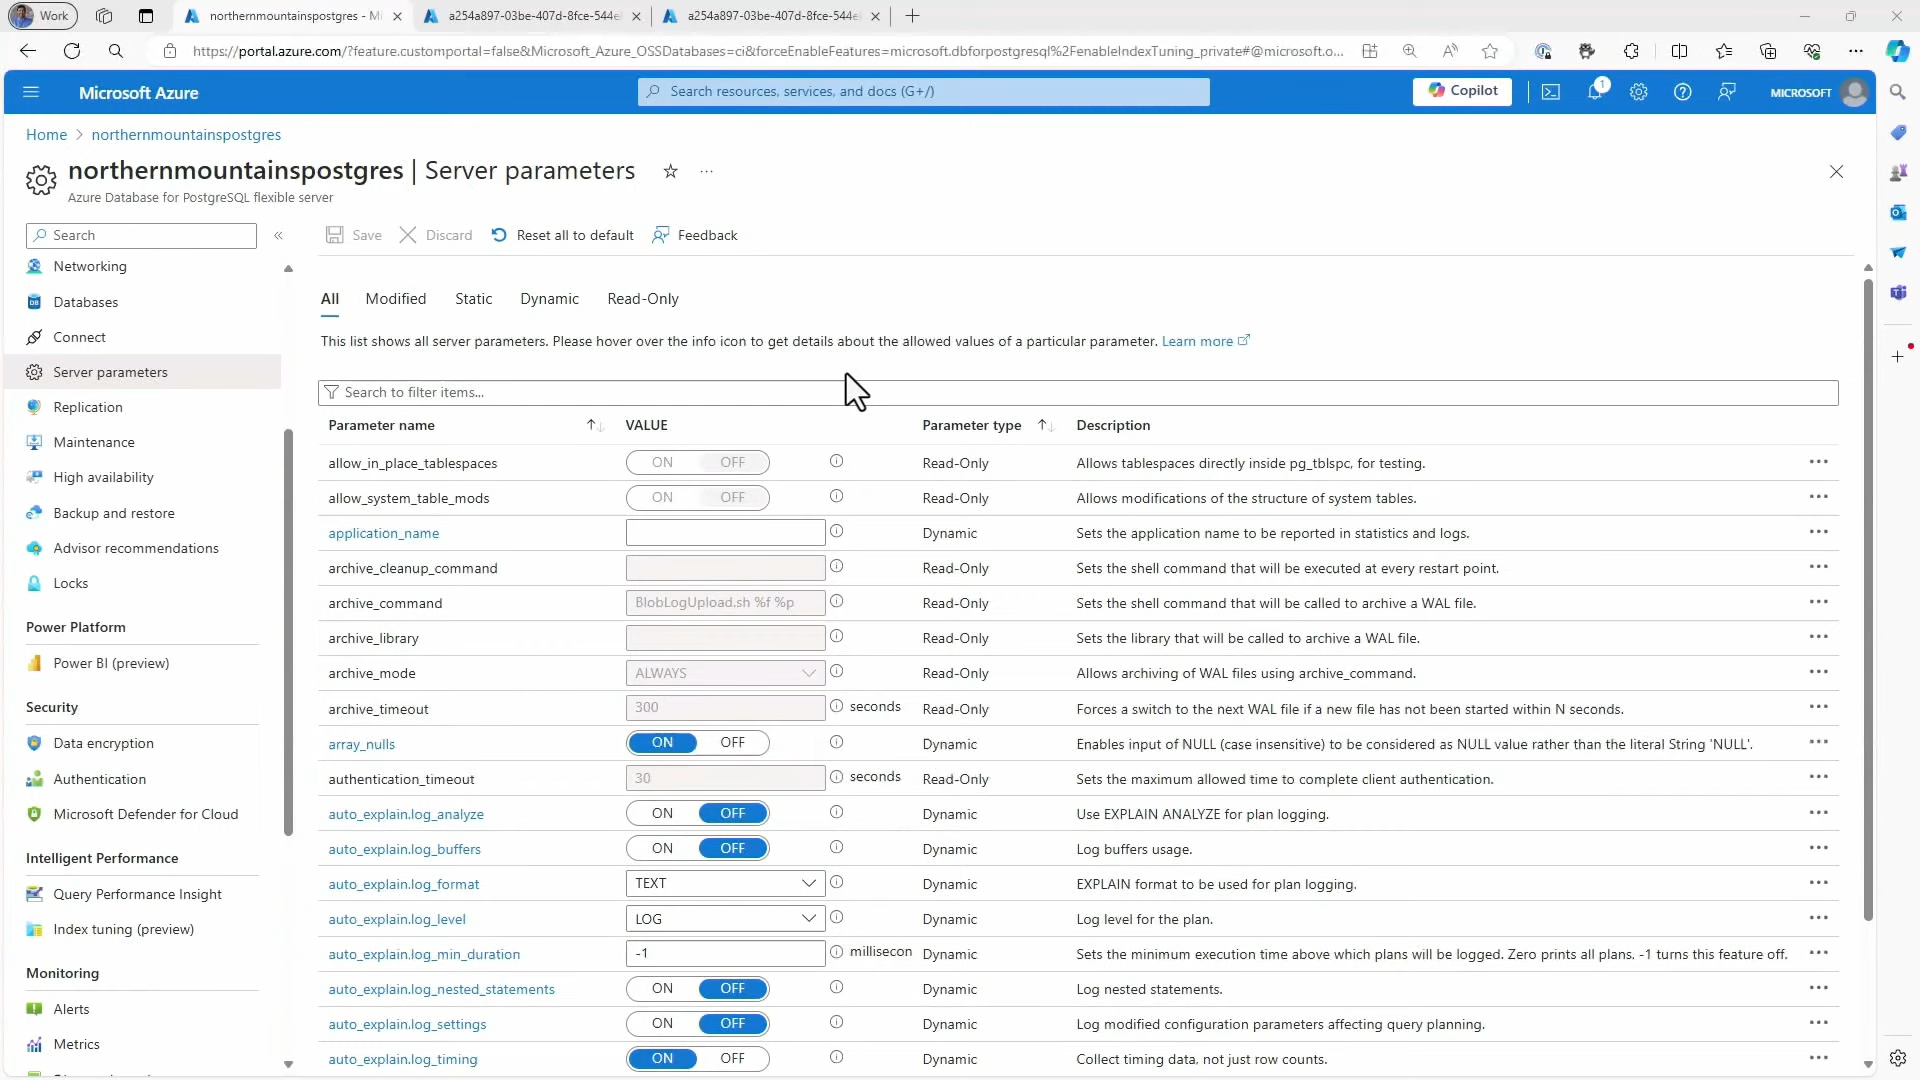 Work
northernmountainspostgres - Mi
a254a897-03be-407d-8fce-544e
a254a897-03be-407d-8fce-544e
https://portal.azure.com/?feature.customportal=false&Microsoft_Azure_OSSDatabases=ci&forceEnableFeatures=microsoft.dbforpostgresql%2FenableIndexTuning_private#@microsoft.o...
Microsoft Azure
Search resources, services, and docs (G+/)
Copilot
1
MICROSOFT
Home > northernmountainspostgres
northernmountainspostgres | Server parameters
Azure Database for PostgreSQL flexible server
Search
Networking
Databases
Connect
Server parameters
Replication
Maintenance
High availability
Backup and restore
Advisor recommendations
Locks
Power Platform
Power BI (preview)
Security
Data encryption
Authentication
Microsoft Defender for Cloud
Intelligent Performance
Query Performance Insight
Index tuning (preview)
Monitoring
Alerts
Metrics
Save Discard Reset all to default Feedback
All Modified Static Dynamic Read-Only
This list shows all server parameters. Please hover over the info icon to get details about the allowed values of a particular parameter. Learn more
Search to filter items...
Parameter name VALUE Parameter type Description
allow_in_place_tablespaces ON OFF Read-Only Allows tablespaces directly inside pg_tblspc, for testing.
allow_system_table_mods ON OFF Read-Only Allows modifications of the structure of system tables.
application_name Dynamic Sets the application name to be reported in statistics and logs.
archive_cleanup_command Read-Only Sets the shell command that will be executed at every restart point.
archive_command BlobLogUpload.sh %f %p Read-Only Sets the shell command that will be called to archive a WAL file.
archive_library Read-Only Sets the library that will be called to archive a WAL file.
archive_mode ALWAYS Read-Only Allows archiving of WAL files using archive_command.
archive_timeout 300 seconds Read-Only Forces a switch to the next WAL file if a new file has not been started within N seconds.
array_nulls ON OFF Dynamic Enables input of NULL (case insensitive) to be considered as NULL value rather than the literal String 'NULL'.
authentication_timeout 30 seconds Read-Only Sets the maximum allowed time to complete client authentication.
auto_explain.log_analyze ON OFF Dynamic Use EXPLAIN ANALYZE for plan logging.
auto_explain.log_buffers ON OFF Dynamic Log buffers usage.
auto_explain.log_format TEXT Dynamic EXPLAIN format to be used for plan logging.
auto_explain.log_level LOG Dynamic Log level for the plan.
auto_explain.log_min_duration -1 millisecon Dynamic Sets the minimum execution time above which plans will be logged. Zero prints all plans. -1 turns this feature off.
auto_explain.log_nested_statements ON OFF Dynamic Log nested statements.
auto_explain.log_settings ON OFF Dynamic Log modified configuration parameters affecting query planning.
auto_explain.log_timing ON OFF Dynamic Collect timing data, not just row counts.